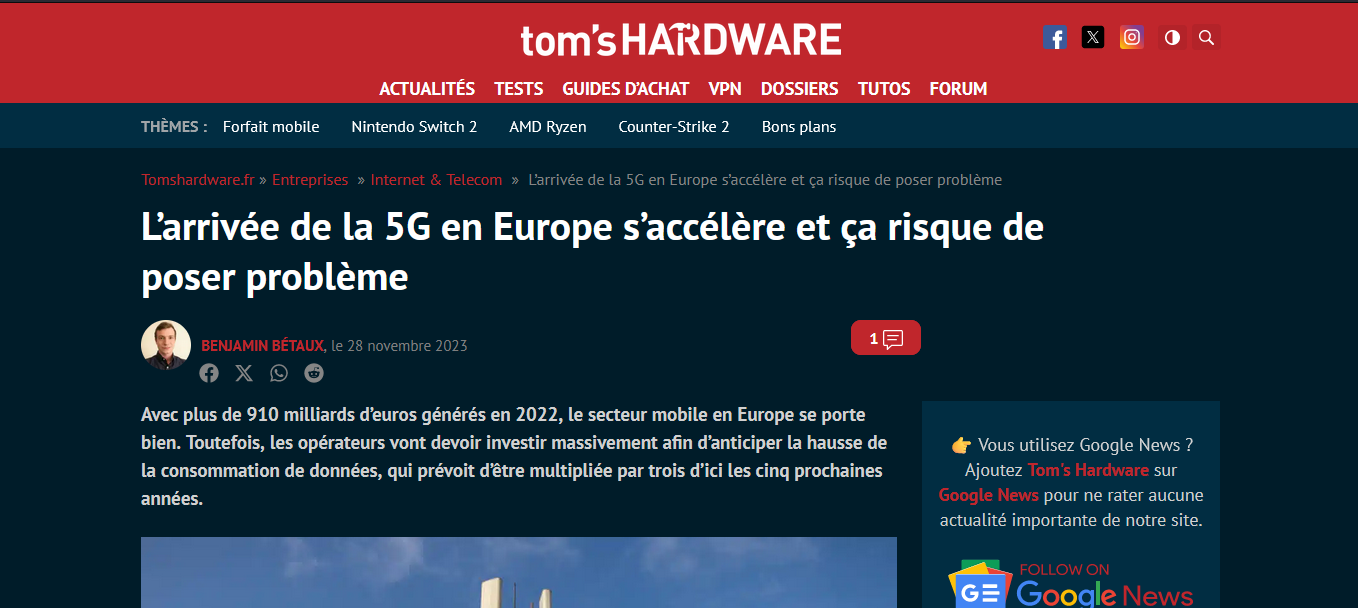 tom's HARDWARE
ACTUALITÉS TESTS GUIDES D'ACHAT VPN DOSSIERS TUTOS FORUM
THÈMES : Forfait mobile Nintendo Switch 2 AMD Ryzen Counter-Strike 2 Bons plans
Tomshardware.fr » Entreprises » Internet & Telecom » L'arrivée de la 5G en Europe s'accélère et ça risque de poser problème
L'arrivée de la 5G en Europe s'accélère et ça risque de
poser problème
BENJAMIN BÉTAUX, le 28 novembre 2023
1
Avec plus de 910 milliards d'euros générés en 2022, le secteur mobile en Europe se porte
bien. Toutefois, les opérateurs vont devoir investir massivement afin d'anticiper la hausse de
la consommation de données, qui prévoit d'être multipliée par trois d'ici les cinq prochaines
années.
👉 Vous utilisez Google News ?
Ajoutez Tom's Hardware sur
Google News pour ne rater aucune
actualité importante de notre site.
FOLLOW ON
GE Google News